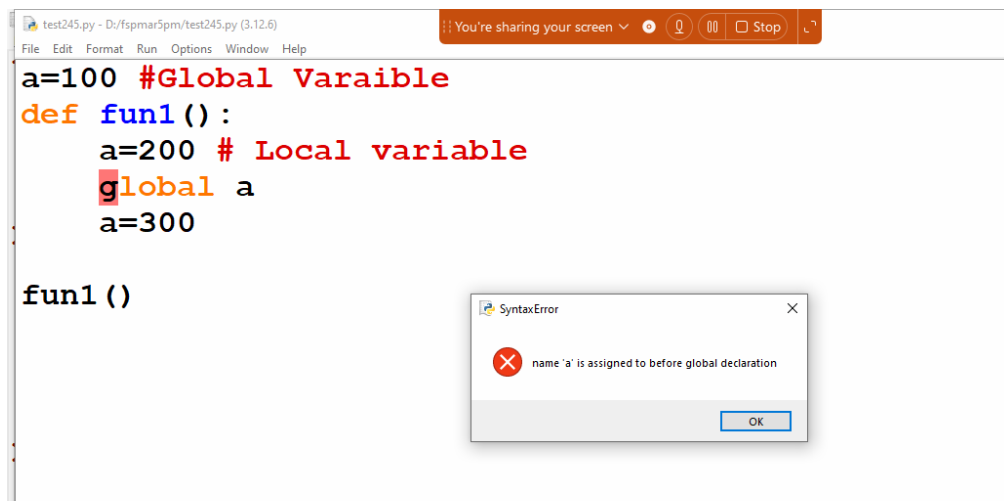 test245.py - D:/fspmar5pm/test245.py (3.12.6)
You're sharing your screen
Stop
File Edit Format Run Options Window Help
a=100 #Global Varaible
def fun1():
    a=200 # Local variable
    global a
    a=300
fun1()
SyntaxError
name 'a' is assigned to before global declaration
OK